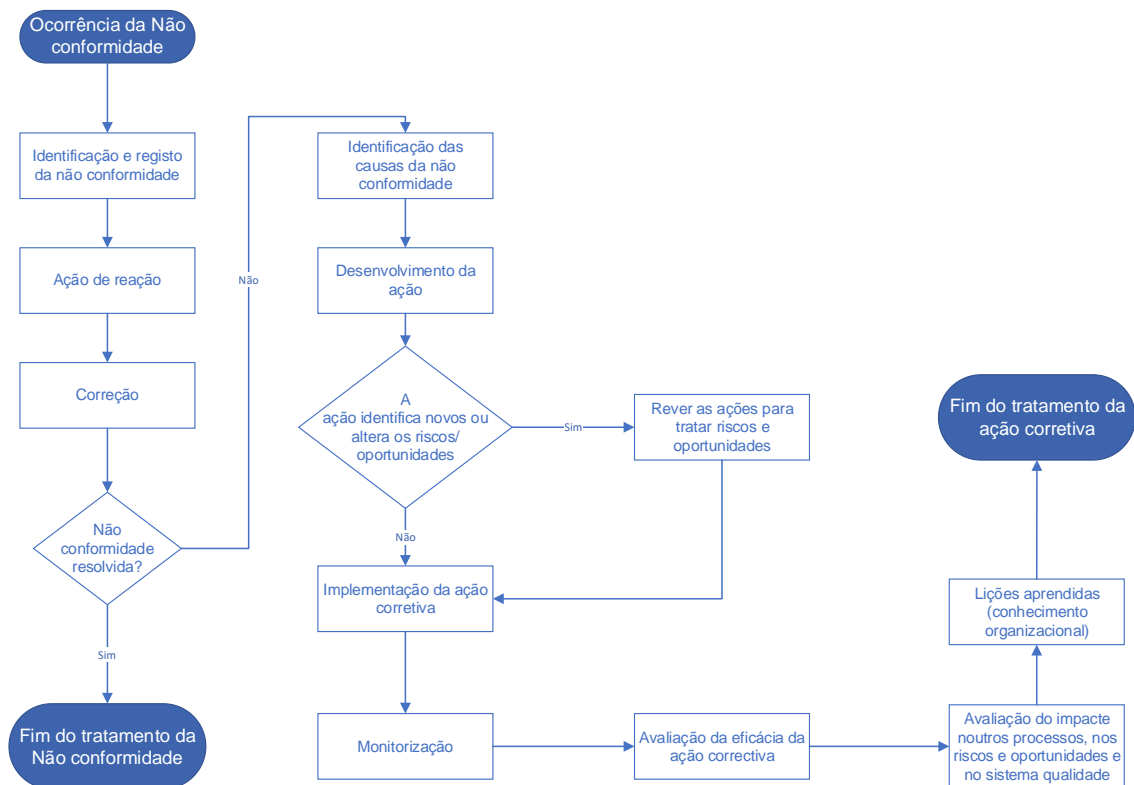 Ocorrência da Não
conformidade
Identificação e registo
da não conformidade
Ação de reação
Correção
Não
conformidade
resolvida?
Sim
Fim do tratamento da
Não conformidade
Não
Identificação das
causas da não
conformidade
Desenvolvimento da
ação
A
ação identifica novos ou
altera os riscos/
oportunidades
Sim
Rever as ações para
tratar riscos e
oportunidades
Não
Implementação da ação
corretiva
Monitorização
Avaliação da eficácia da
ação correctiva
Avaliação do impacte
noutros processos, nos
riscos e oportunidades e
no sistema qualidade
Lições aprendidas
(conhecimento
organizacional)
Fim do tratamento da
ação corretiva